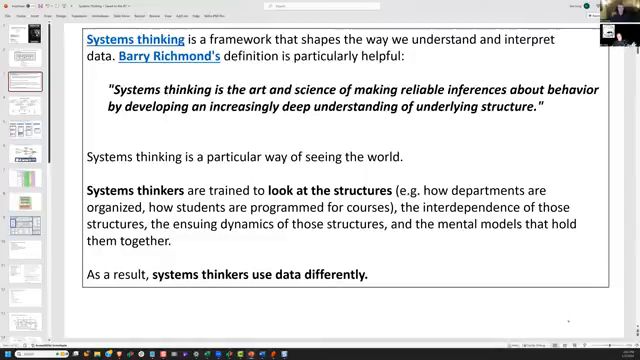 Systems thinking is a framework that shapes the way we understand and interpret
data. Barry Richmond's definition is particularly helpful:
"Systems thinking is the art and science of making reliable inferences about behavior
by developing an increasingly deep understanding of underlying structure."
Systems thinking is a particular way of seeing the world.
Systems thinkers are trained to look at the structures (e.g. how departments are
organized, how students are programmed for courses), the interdependence of those
structures, the ensuing dynamics of those structures, and the mental models that hold
them together.
As a result, systems thinkers use data differently.